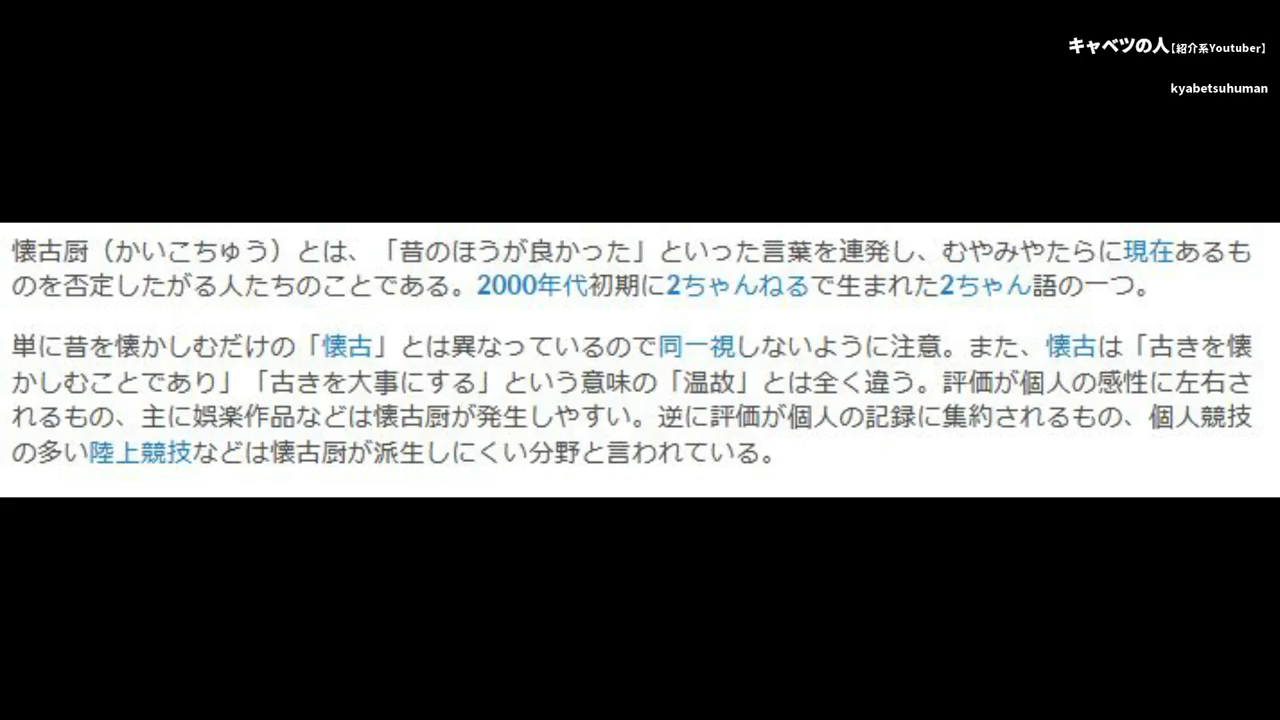 キャベツの人【紹介系Youtuber】
kyabetsuhuman
懐古厨（かいこちゅう）とは、「昔のほうが良かった」といった言葉を連発し、むやみやたらに現在あるも
のを否定したがる人たちのことである。2000年代初期に2ちゃんねるで生まれた2ちゃん語の一つ。
単に昔を懐かしむだけの「懐古」とは異なっているので同一視しないように注意。また、懐古は「古きを懐
かしむことであり」「古きを大事にする」という意味の「温故」とは全く違う。評価が個人の感性に左右さ
れるもの、主に娯楽作品などは懐古厨が発生しやすい。逆に評価が個人の記録に集約されるもの、個人競技
の多い陸上競技などは懐古厨が派生しにくい分野と言われている。